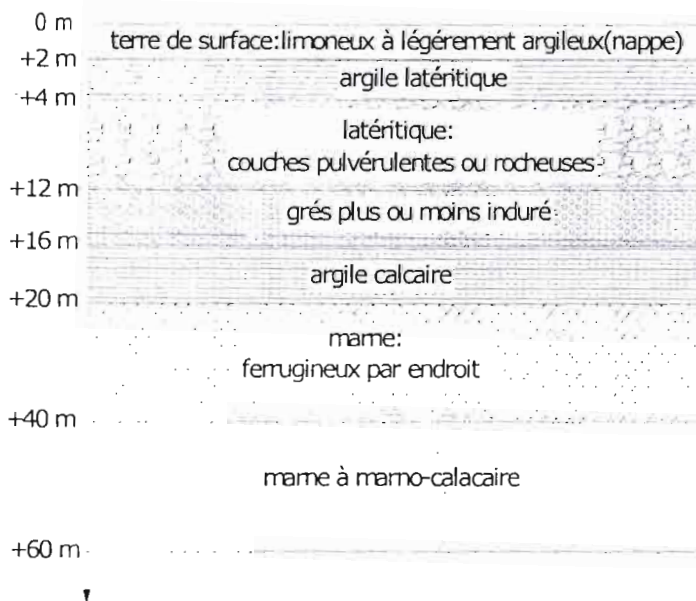 0 m
terre de surface:limoneux à légérement argileux(nappe)
+2 m
argile latéritique
+4 m
latéritique:
couches pulvérulentes ou rocheuses
+12 m
grés plus ou moins induré
+16 m
argile calcaire
+20 m
marne:
ferrugineux par endroit
+40 m
marne à marno-calacaire
+60 m